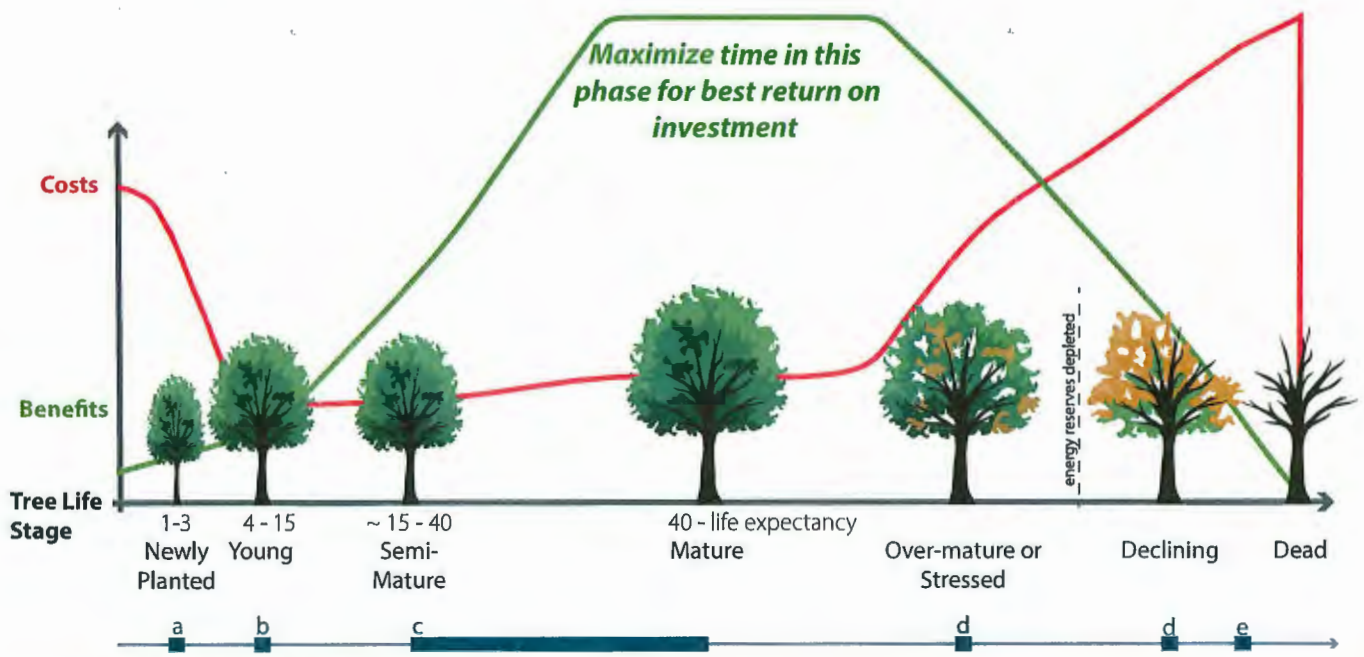 Maximize time in this
phase for best return on
investment
Costs
Benefits
energy reserves depleted
Tree Life
Stage
1-3
Newly
Planted
4 - 15
Young
~ 15 - 40
Semi-
Mature
40 - life expectancy
Mature
Over-mature or
Stressed
Declining
Dead
a b c d d e